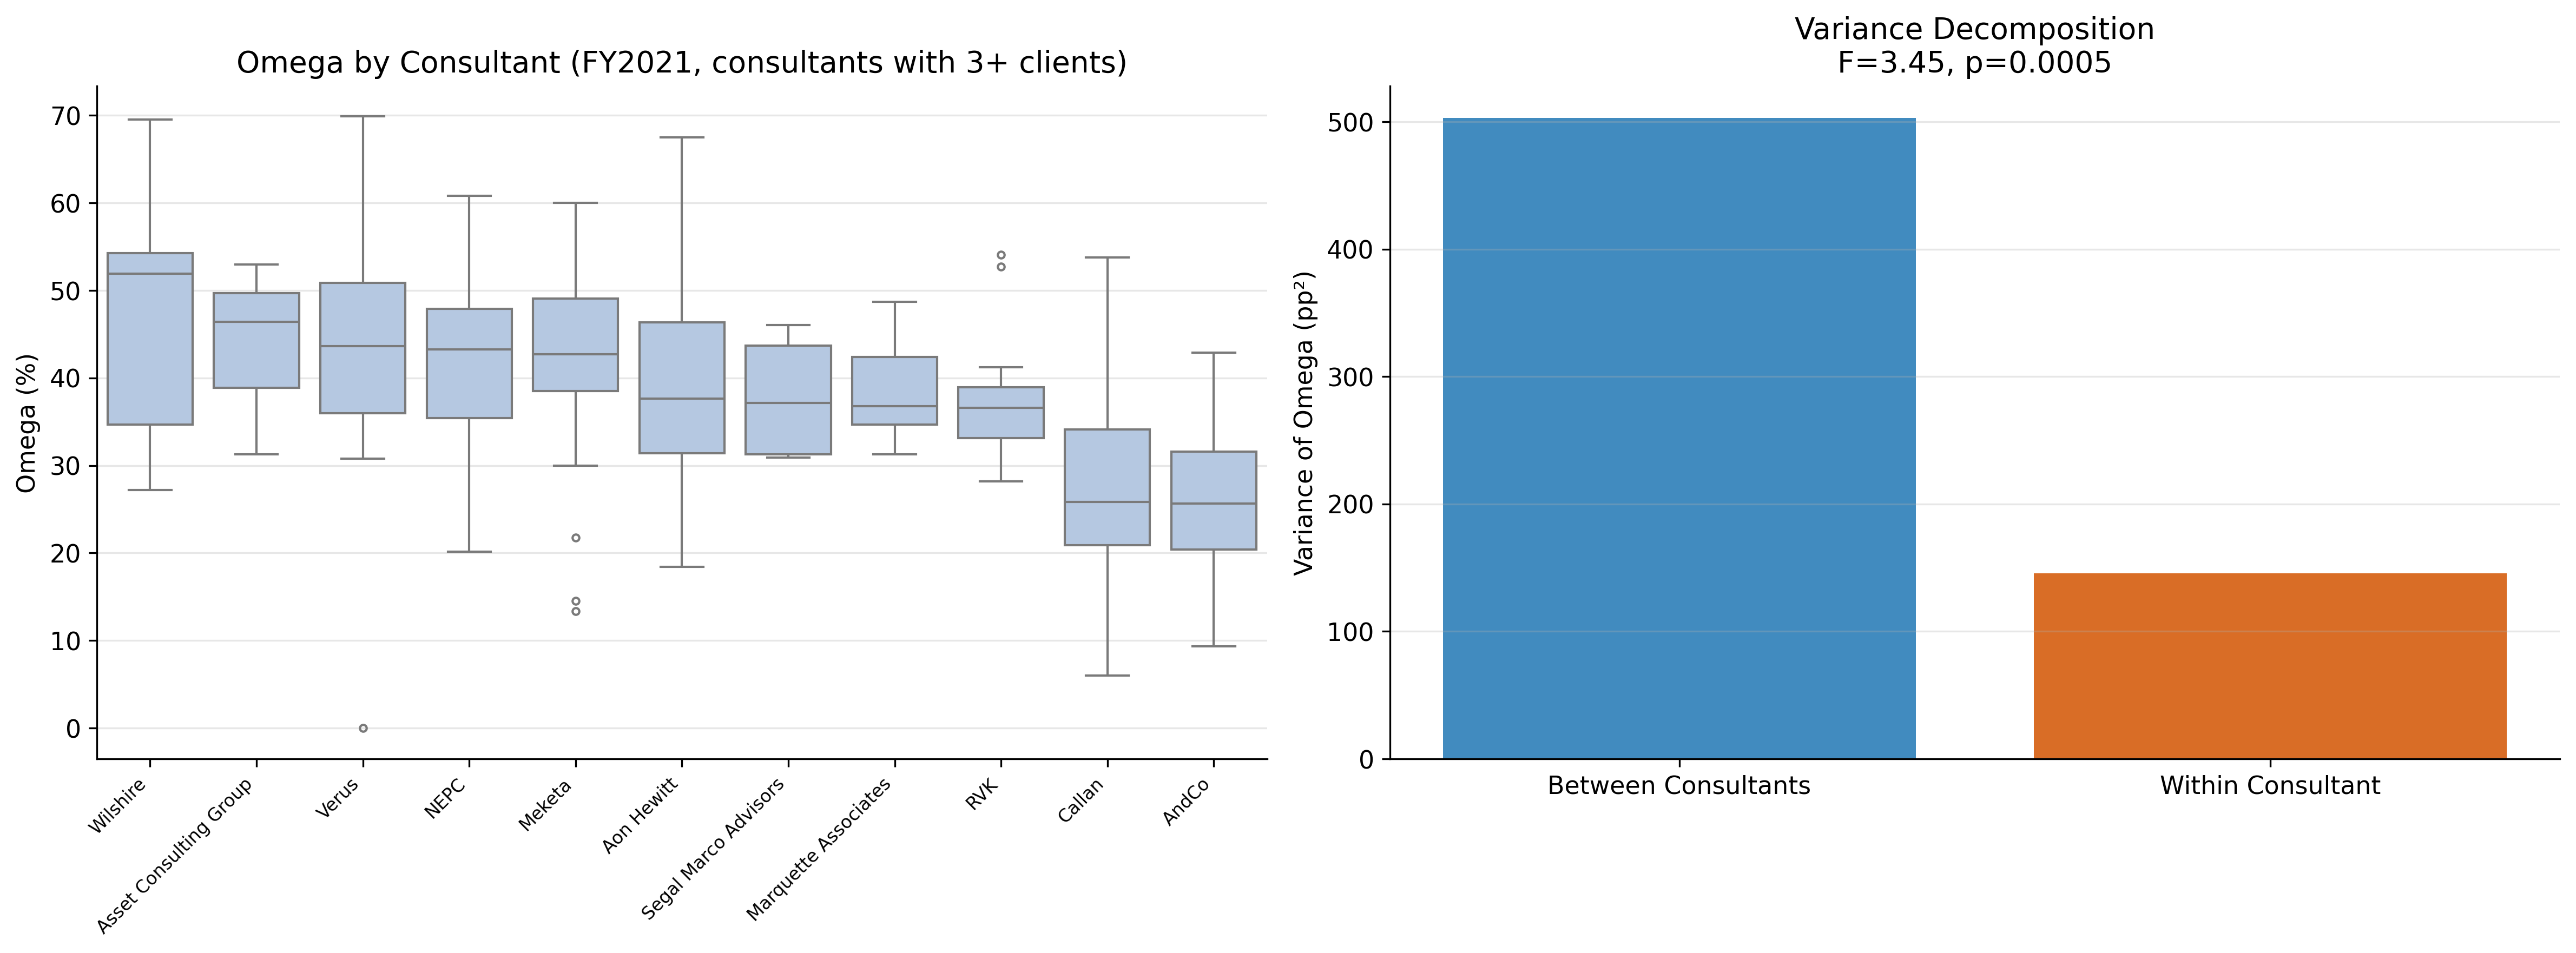 Omega by Consultant (FY2021, consultants with 3+ clients)
Omega (%)
70
60
50
40
30
20
10
0
Wilshire
Asset Consulting Group
Verus
NEPC
Meketa
Aon Hewitt
Segal Marco Advisors
Marquette Associates
RVK
Callan
AndCo
Variance Decomposition
F=3.45, p=0.0005
Variance of Omega (pp²)
500
400
300
200
100
0
Between Consultants
Within Consultant